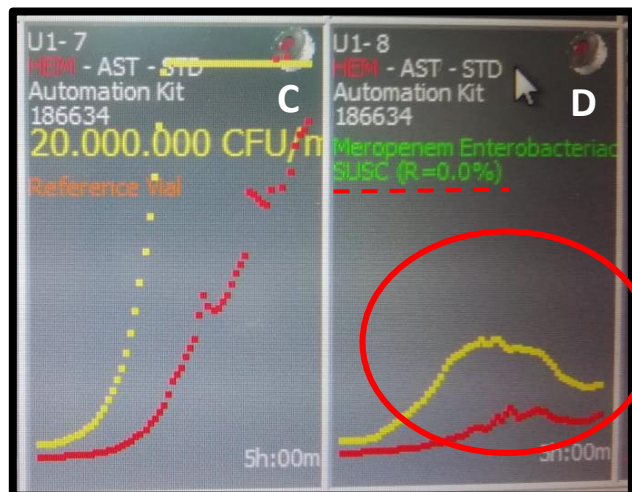 U1-7
HEM - AST - STD
Automation Kit
186634
C
20.000.000 CFU/m
Reference Vial
5h:00m
U1-8
HEM - AST - STD
Automation Kit
186634
D
Meropenem Enterobacteriac
SUSC (R=0.0%)
5h:00m